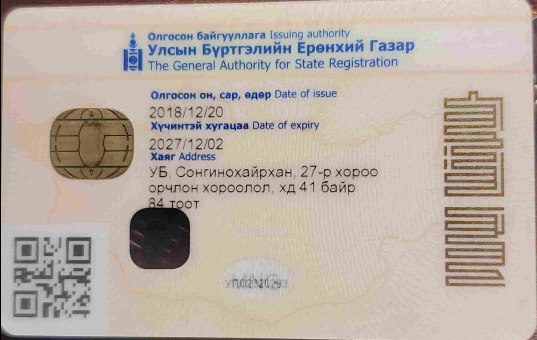 Олгосон байгууллага Issuing authority
Улсын Бүртгэлийн Ерөнхий Газар
The General Authority for State Registration
Олгосон он, сар, өдөр Date of issue
2018/12/20
Хүчинтэй хугацаа Date of expiry
2027/12/02
Хаяг Address
УБ, Сонгинохайрхан, 27-р хороо
орчлон хороолол, хд 41 байр
84 тоот